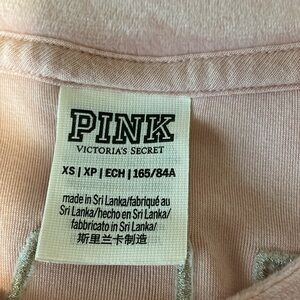 PINK
VICTORIA'S SECRET
XS | XP | ECH | 165/84A
made in Sri Lanka/fabriqué au
Sri Lanka/hecho en Sri Lanka/
fabbricato in Sri Lanka/
斯里兰卡制造